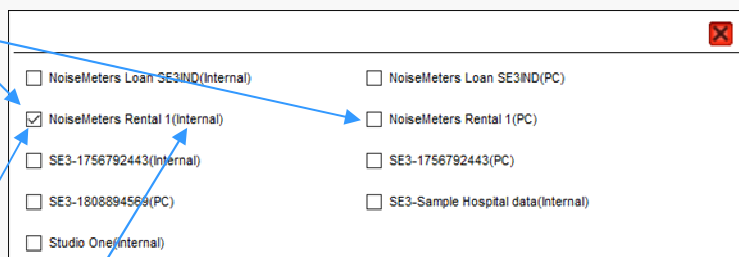 NoiseMeters Loan SE3IND(Internal)
NoiseMeters Loan SE3IND(PC)
NoiseMeters Rental 1(Internal)
NoiseMeters Rental 1(PC)
SE3-1756792443(Internal)
SE3-1756792443(PC)
SE3-1808894569(PC)
SE3-Sample Hospital data(Internal)
Studio One(Internal)